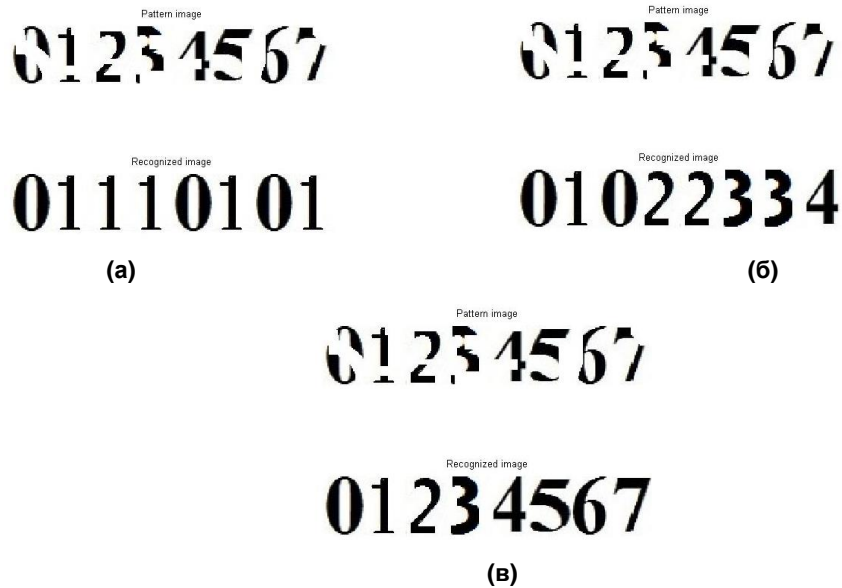 Pattern image
01234567
Recognized image
01110101
(а)
Pattern image
01234567
Recognized image
01022334
(б)
Pattern image
01234567
Recognized image
01234567
(в)